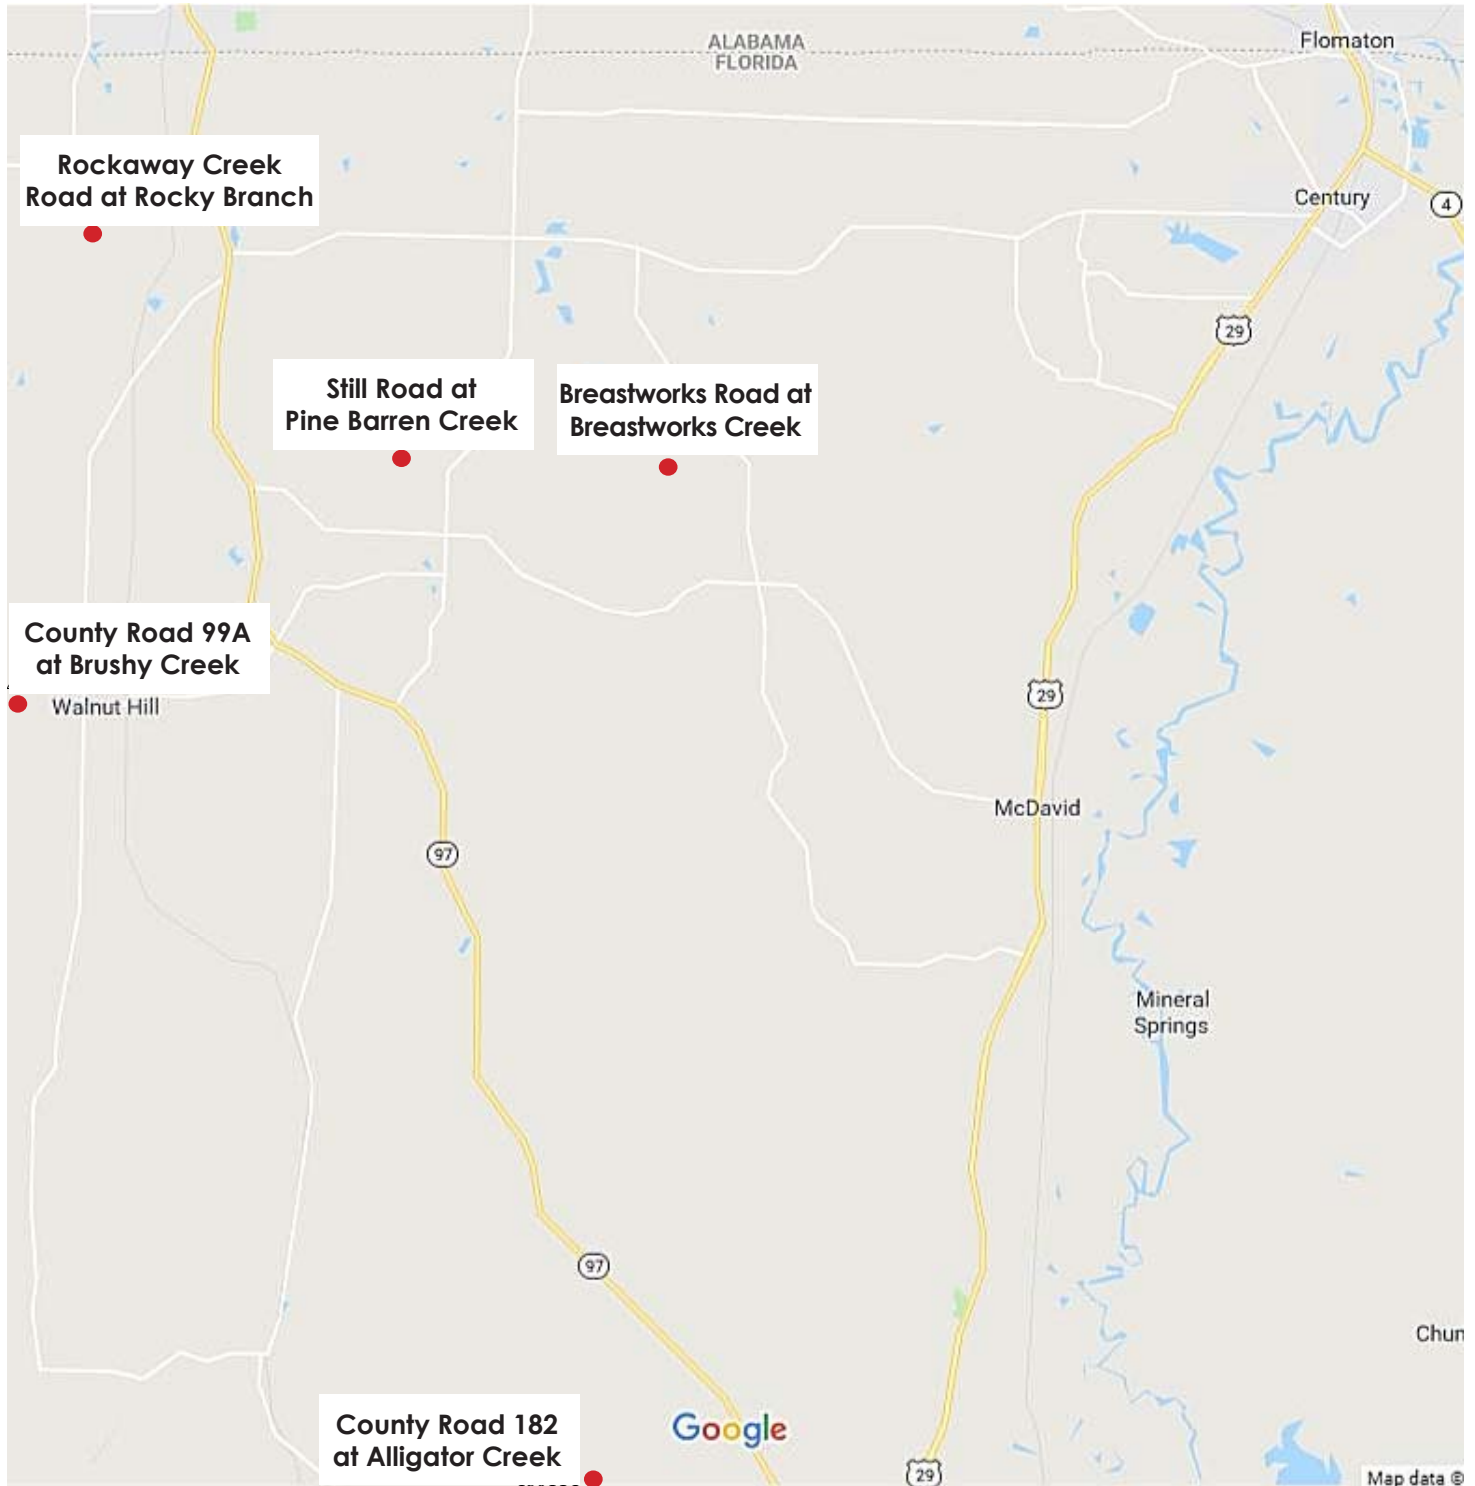 ALABAMA
FLORIDA
Flomaton
Rockaway Creek
Road at Rocky Branch
Century
4
29
Still Road at
Pine Barren Creek
Breastworks Road at
Breastworks Creek
County Road 99A
at Brushy Creek
Walnut Hill
29
McDavid
97
Mineral
Springs
97
Chun
County Road 182
at Alligator Creek
Google
29
Map data ©